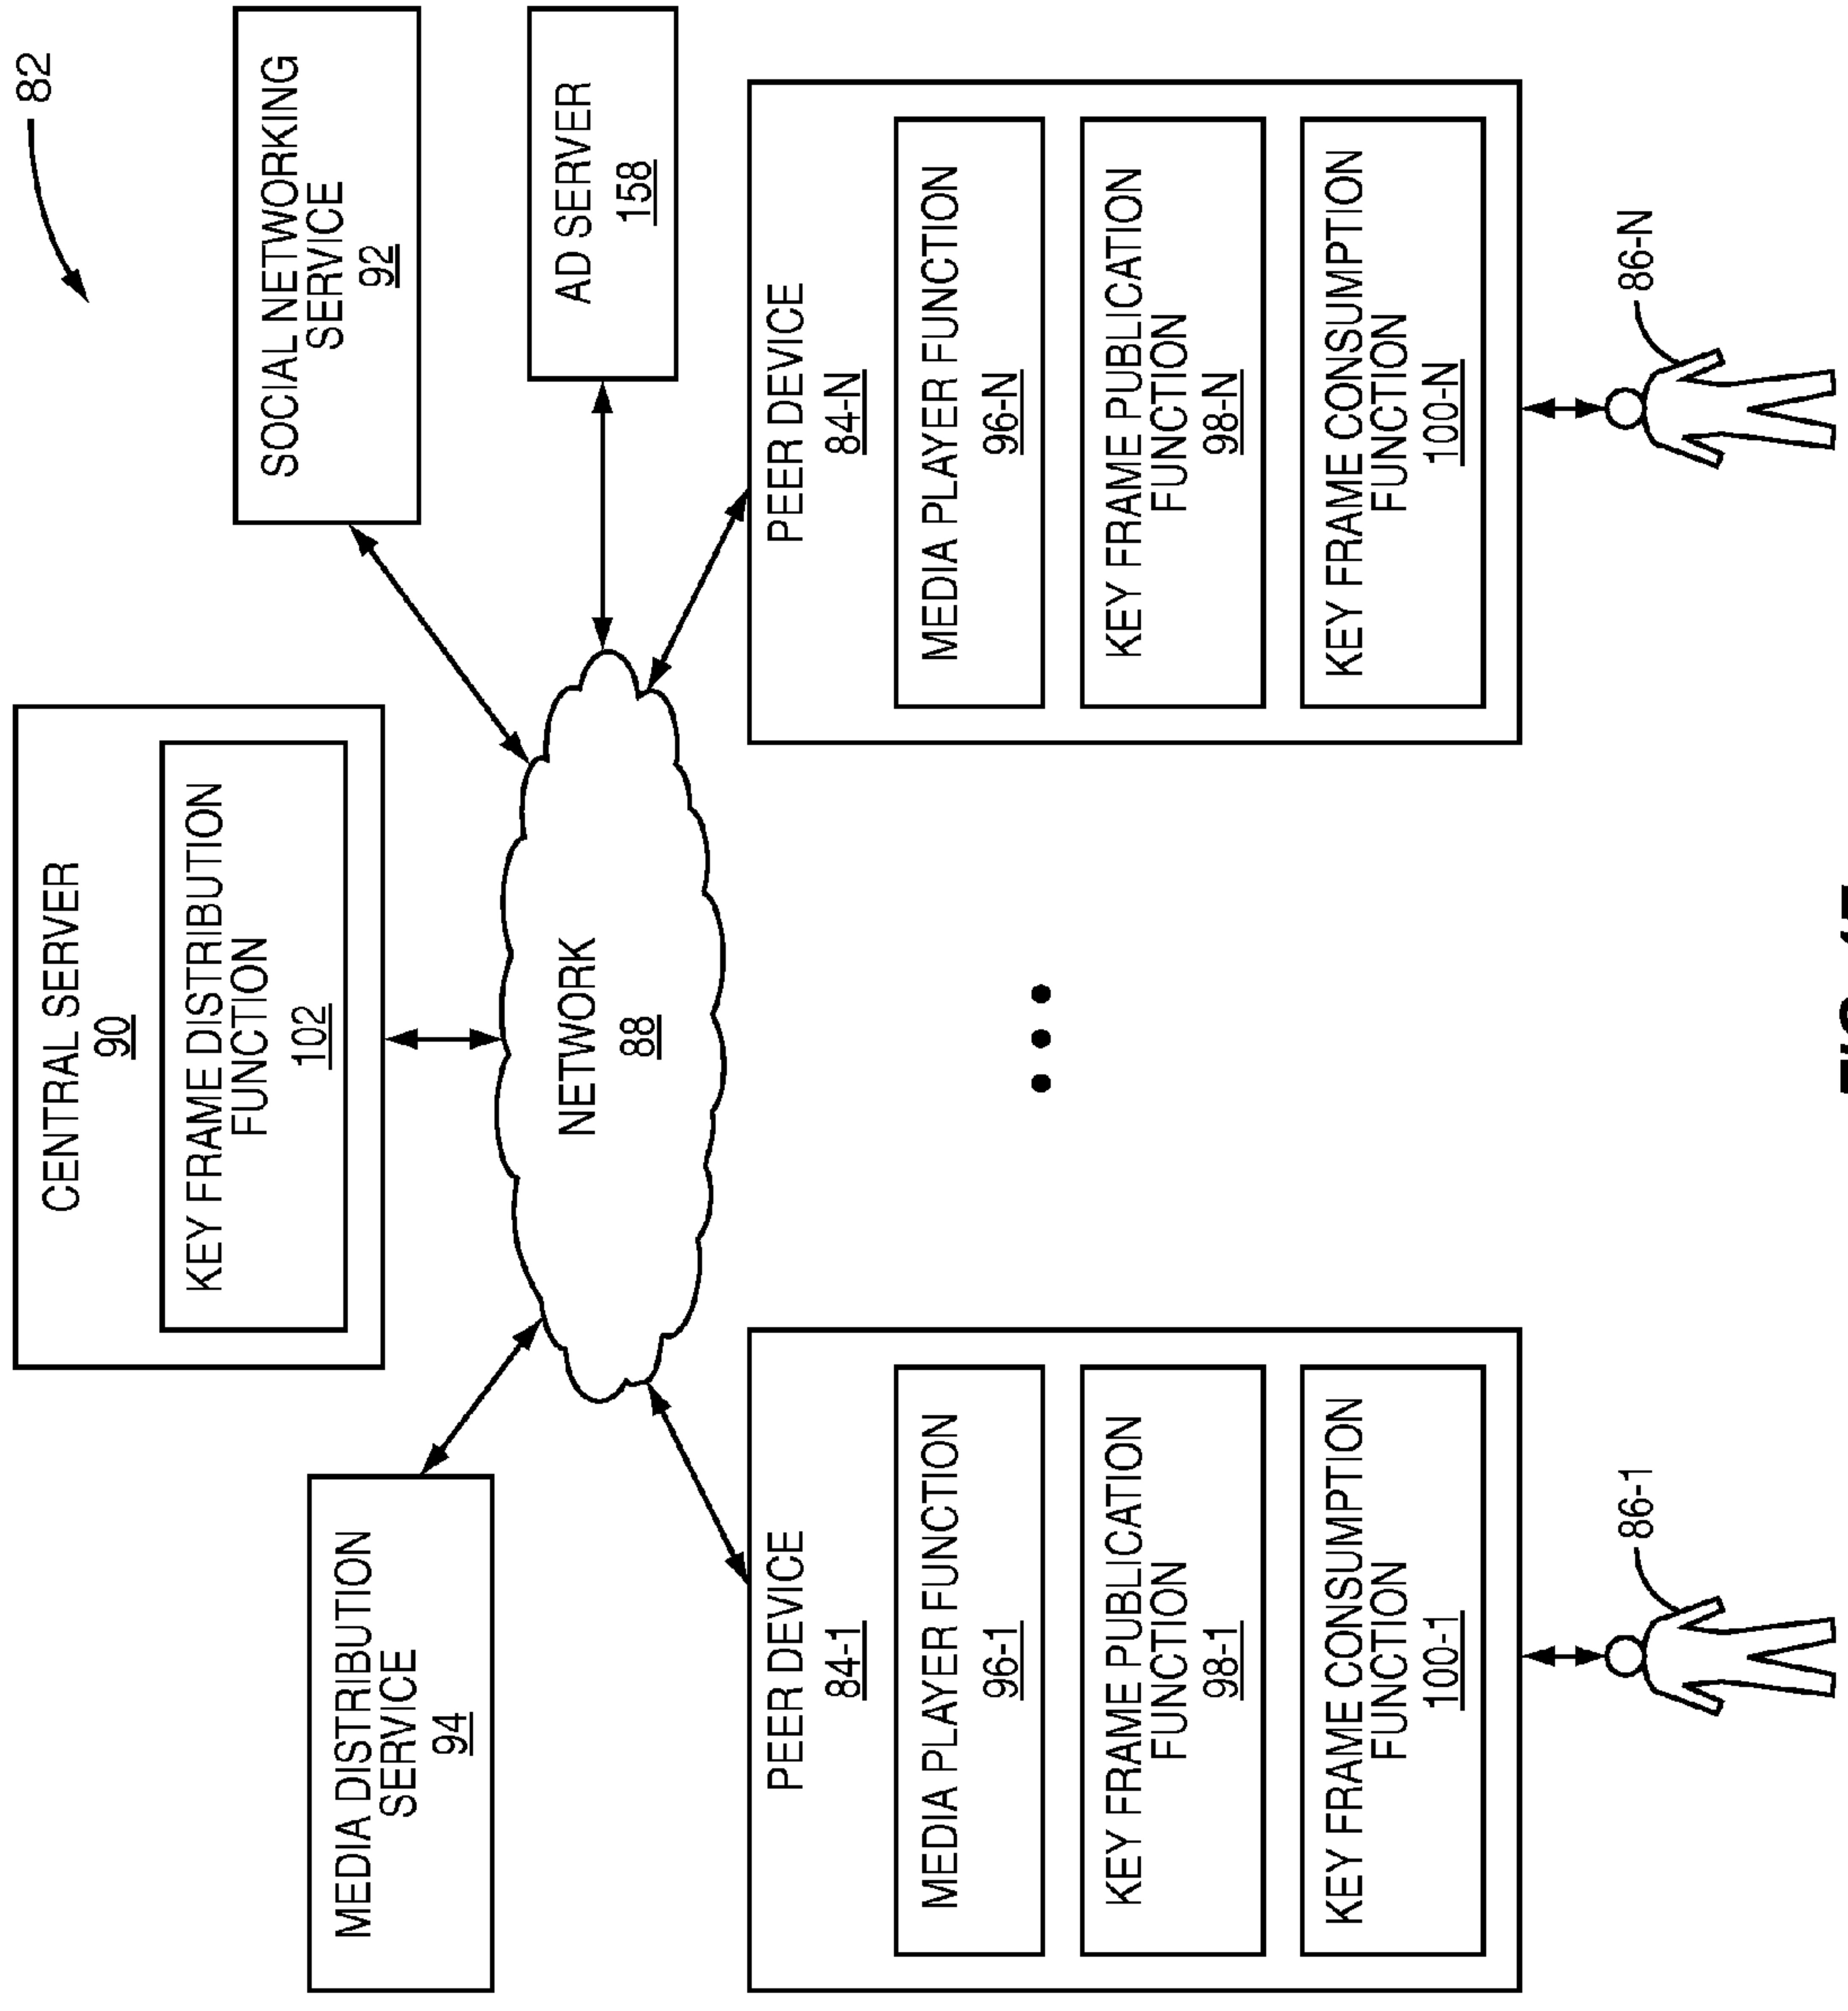 82
CENTRAL SERVER
90
KEY FRAME DISTRIBUTION
FUNCTION
102
SOCIAL NETWORKING
SERVICE
92
MEDIA DISTRIBUTION
SERVICE
94
AD SERVER
158
NETWORK
88
PEER DEVICE
84-1
MEDIA PLAYER FUNCTION
96-1
KEY FRAME PUBLICATION
FUNCTION
98-1
KEY FRAME CONSUMPTION
FUNCTION
100-1
86-1
PEER DEVICE
84-N
MEDIA PLAYER FUNCTION
96-N
KEY FRAME PUBLICATION
FUNCTION
98-N
KEY FRAME CONSUMPTION
FUNCTION
100-N
86-N